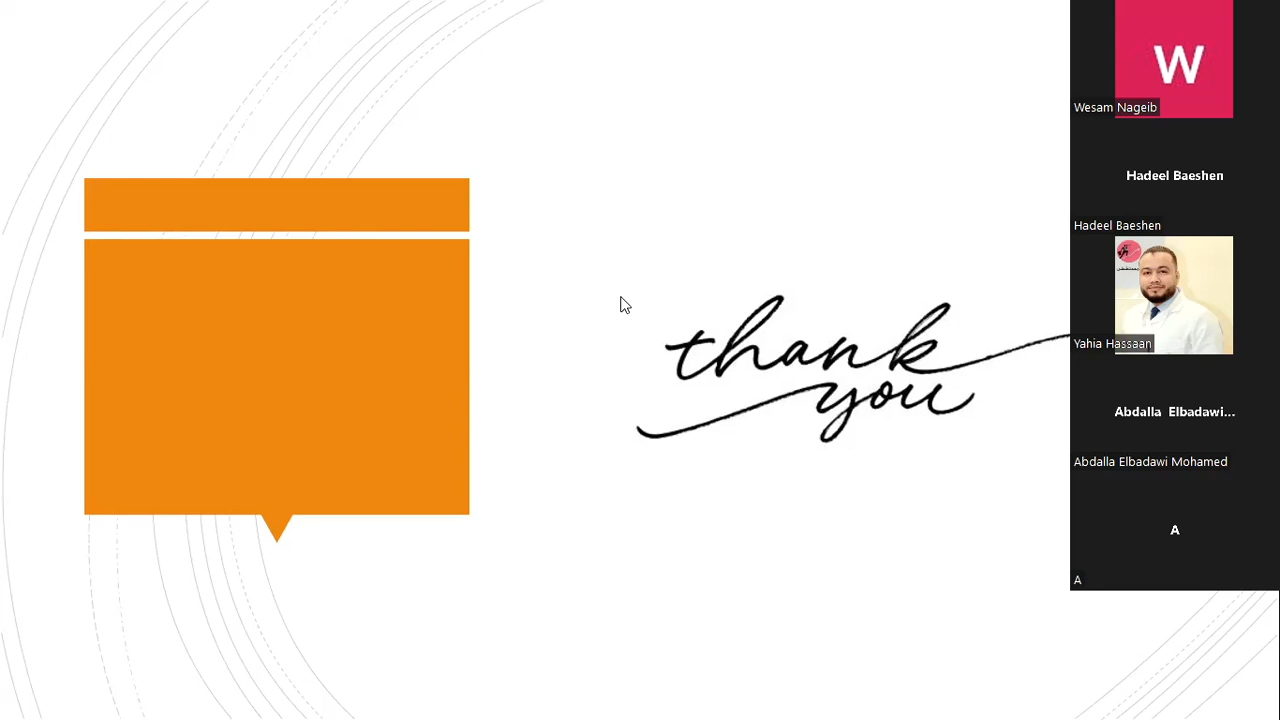 thank
you
W
Wesam Nageib
Hadeel Baeshen
Hadeel Baeshen
Yahia Hassaan
Abdalla Elbadawi...
Abdalla Elbadawi Mohamed
A
A